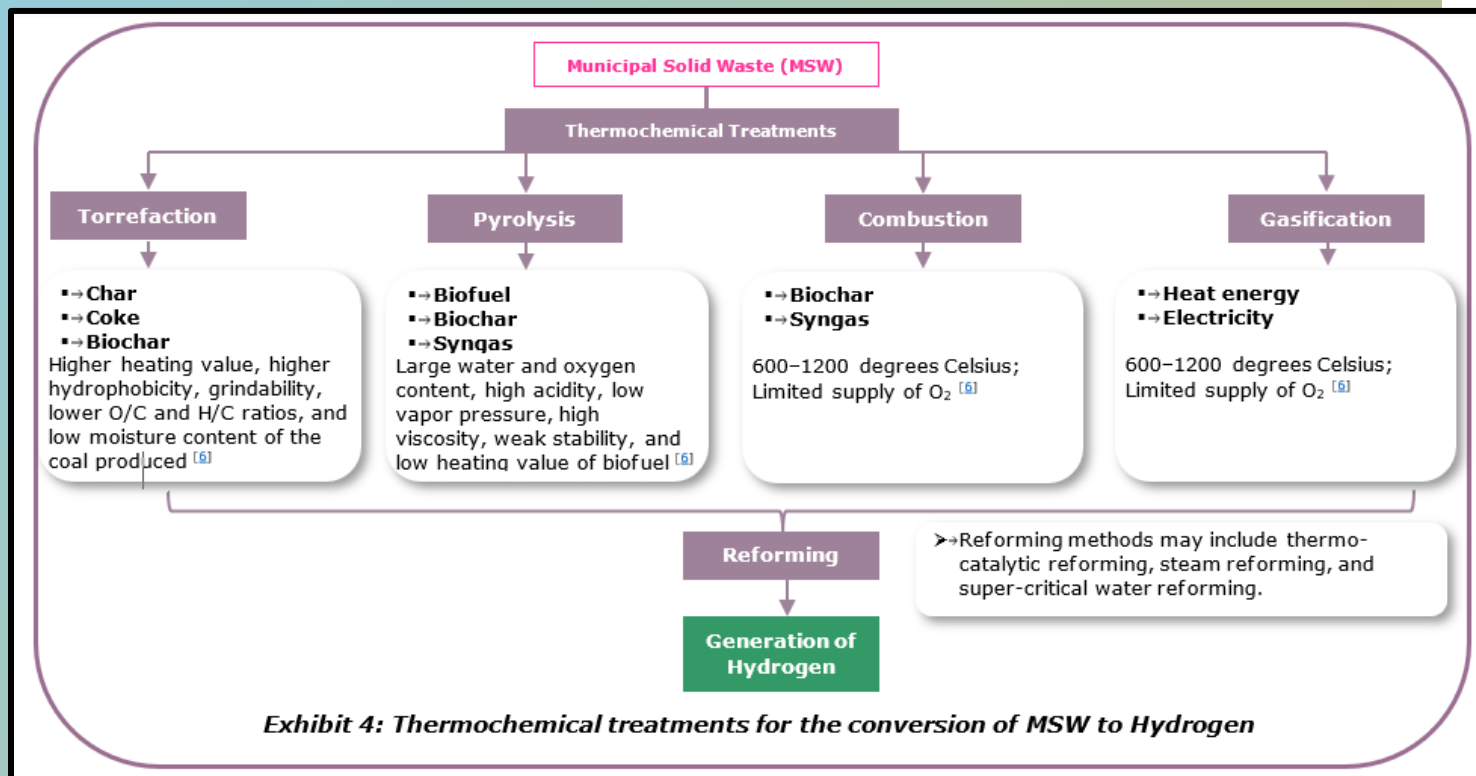 Municipal Solid Waste (MSW)
Thermochemical Treatments
Torrefaction
Pyrolysis
Combustion
Gasification
▪→Char
▪→Coke
▪→Biochar
Higher heating value, higher
hydrophobicity, grindability,
lower O/C and H/C ratios, and
low moisture content of the
coal produced [6]
▪→Biofuel
▪→Biochar
▪→Syngas
Large water and oxygen
content, high acidity, low
vapor pressure, high
viscosity, weak stability, and
low heating value of biofuel [6]
▪→Biochar
▪→Syngas
600–1200 degrees Celsius;
Limited supply of O₂ [6]
▪→Heat energy
▪→Electricity
600–1200 degrees Celsius;
Limited supply of O₂ [6]
Reforming
➢→Reforming methods may include thermo-
catalytic reforming, steam reforming, and
super-critical water reforming.
Generation of
Hydrogen
Exhibit 4: Thermochemical treatments for the conversion of MSW to Hydrogen